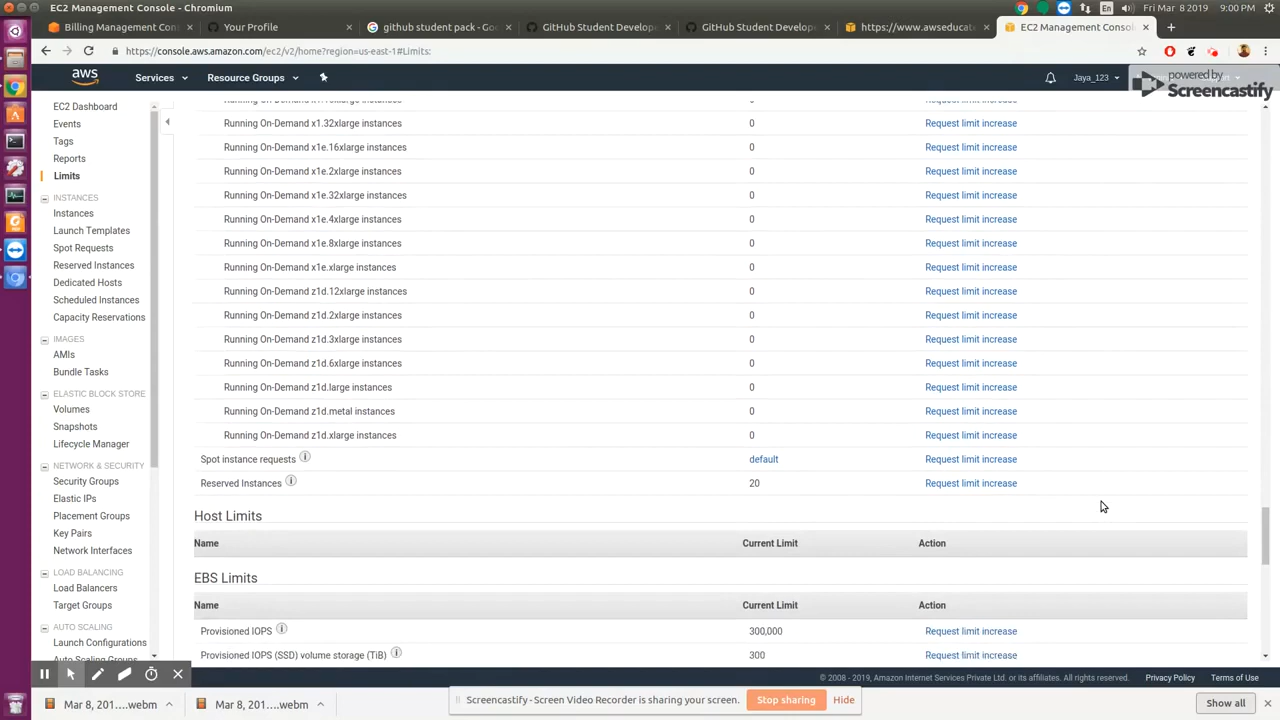 EC2 Management Console - Chromium
En
Fri Mar 8 2019 9:00 PM
Billing Management Con
Your Profile
github student pack - Goo
GitHub Student Develope
GitHub Student Develope
https://www.awseducate
EC2 Management Console
https://console.aws.amazon.com/ec2/v2/home?region=us-east-1#Limits:
aws
Services
Resource Groups
Jaya_123
powered by
Screencastify
EC2 Dashboard
Events
Tags
Reports
Limits
INSTANCES
Instances
Launch Templates
Spot Requests
Reserved Instances
Dedicated Hosts
Scheduled Instances
Capacity Reservations
IMAGES
AMIs
Bundle Tasks
ELASTIC BLOCK STORE
Volumes
Snapshots
Lifecycle Manager
NETWORK & SECURITY
Security Groups
Elastic IPs
Placement Groups
Key Pairs
Network Interfaces
LOAD BALANCING
Load Balancers
Target Groups
AUTO SCALING
Launch Configurations
Auto Scaling Groups
Running On-Demand x1.32xlarge instances 0 Request limit increase
Running On-Demand x1e.16xlarge instances 0 Request limit increase
Running On-Demand x1e.2xlarge instances 0 Request limit increase
Running On-Demand x1e.32xlarge instances 0 Request limit increase
Running On-Demand x1e.4xlarge instances 0 Request limit increase
Running On-Demand x1e.8xlarge instances 0 Request limit increase
Running On-Demand x1e.xlarge instances 0 Request limit increase
Running On-Demand z1d.12xlarge instances 0 Request limit increase
Running On-Demand z1d.2xlarge instances 0 Request limit increase
Running On-Demand z1d.3xlarge instances 0 Request limit increase
Running On-Demand z1d.6xlarge instances 0 Request limit increase
Running On-Demand z1d.large instances 0 Request limit increase
Running On-Demand z1d.metal instances 0 Request limit increase
Running On-Demand z1d.xlarge instances 0 Request limit increase
Spot instance requests default Request limit increase
Reserved Instances 20 Request limit increase
Host Limits
Name Current Limit Action
EBS Limits
Name Current Limit Action
Provisioned IOPS 300,000 Request limit increase
Provisioned IOPS (SSD) volume storage (TiB) 300 Request limit increase
© 2008 - 2019, Amazon Internet Services Private Ltd. or its affiliates. All rights reserved. Privacy Policy Terms of Use
Mar 8, 201....webm
Mar 8, 201....webm
Screencastify - Screen Video Recorder is sharing your screen. Stop sharing Hide
Show all